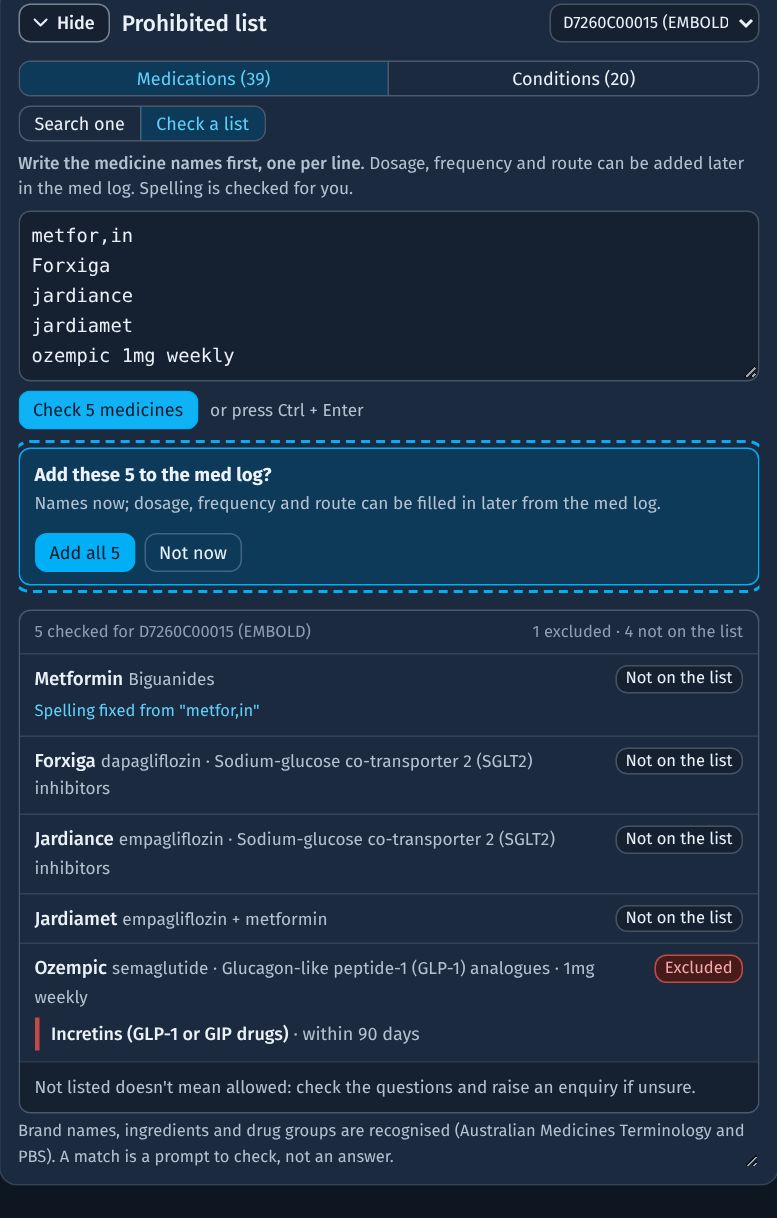 Hide
Prohibited list
D7260C00015 (EMBOLD
Medications (39)
Conditions (20)
Search one
Check a list
Write the medicine names first, one per line. Dosage, frequency and route can be added later
in the med log. Spelling is checked for you.
metfor,in
Forxiga
jardiance
jardiamet
ozempic 1mg weekly
Check 5 medicines
or press Ctrl + Enter
Add these 5 to the med log?
Names now; dosage, frequency and route can be filled in later from the med log.
Add all 5
Not now
5 checked for D7260C00015 (EMBOLD)
1 excluded · 4 not on the list
Metformin Biguanides
Not on the list
Spelling fixed from "metfor,in"
Forxiga dapagliflozin · Sodium-glucose co-transporter 2 (SGLT2)
inhibitors
Not on the list
Jardiance empagliflozin · Sodium-glucose co-transporter 2 (SGLT2)
inhibitors
Not on the list
Jardiamet empagliflozin + metformin
Not on the list
Ozempic semaglutide · Glucagon-like peptide-1 (GLP-1) analogues · 1mg
weekly
Excluded
Incretins (GLP-1 or GIP drugs) · within 90 days
Not listed doesn't mean allowed: check the questions and raise an enquiry if unsure.
Brand names, ingredients and drug groups are recognised (Australian Medicines Terminology and
PBS). A match is a prompt to check, not an answer.